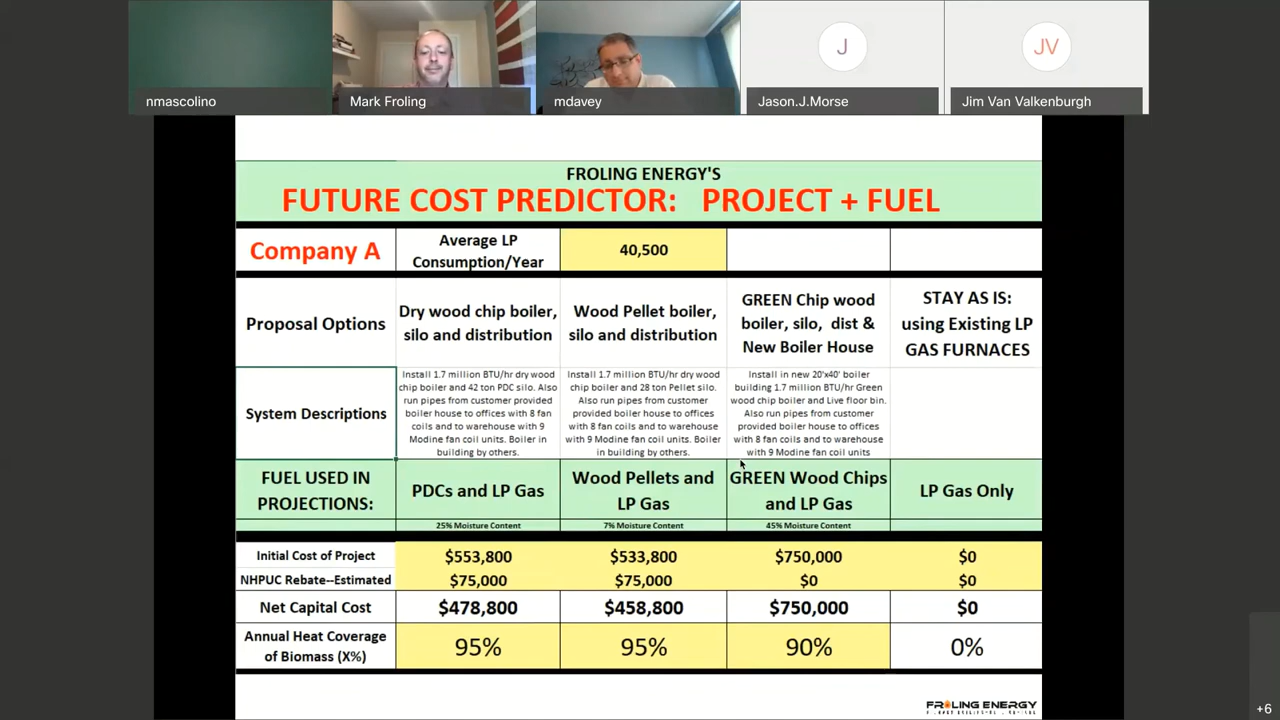 nmascolino
Mark Froling
mdavey
J
Jason.J.Morse
JV
Jim Van Valkenburgh
FROLING ENERGY'S
FUTURE COST PREDICTOR: PROJECT + FUEL
Company A
Average LP
Consumption/Year
40,500
Proposal Options
Dry wood chip boiler,
silo and distribution
Wood Pellet boiler,
silo and distribution
GREEN Chip wood
boiler, silo, dist &
New Boiler House
STAY AS IS:
using Existing LP
GAS FURNACES
System Descriptions
Install 1.7 million BTU/hr dry wood
chip boiler and 42 ton PDC silo. Also
run pipes from customer
provided boiler house to offices with 8 fan
coils and to warehouse with 9
Modine fan coil units. Boiler in
building by others.
Install 1.7 million BTU/hr dry wood
chip boiler and 28 ton Pellet silo.
Also run pipes from customer
provided boiler house to offices
with 8 fan coils and to warehouse
with 9 Modine fan coil units. Boiler
in building by others.
Install in new 20'x40' boiler
building 1.7 million BTU/hr Green
wood chip boiler and Live floor bin.
Also run pipes from customer
provided boiler house to offices
with 8 fan coils and to warehouse
with 9 Modine fan coil units
FUEL USED IN
PROJECTIONS:
PDCs and LP Gas
Wood Pellets and
LP Gas
GREEN Wood Chips
and LP Gas
LP Gas Only
25% Moisture Content
7% Moisture Content
45% Moisture Content
Initial Cost of Project
$553,800
$533,800
$750,000
$0
NHPUC Rebate--Estimated
$75,000
$75,000
$0
$0
Net Capital Cost
$478,800
$458,800
$750,000
$0
Annual Heat Coverage
of Biomass (X%)
95%
95%
90%
0%
FROLING ENERGY
+6